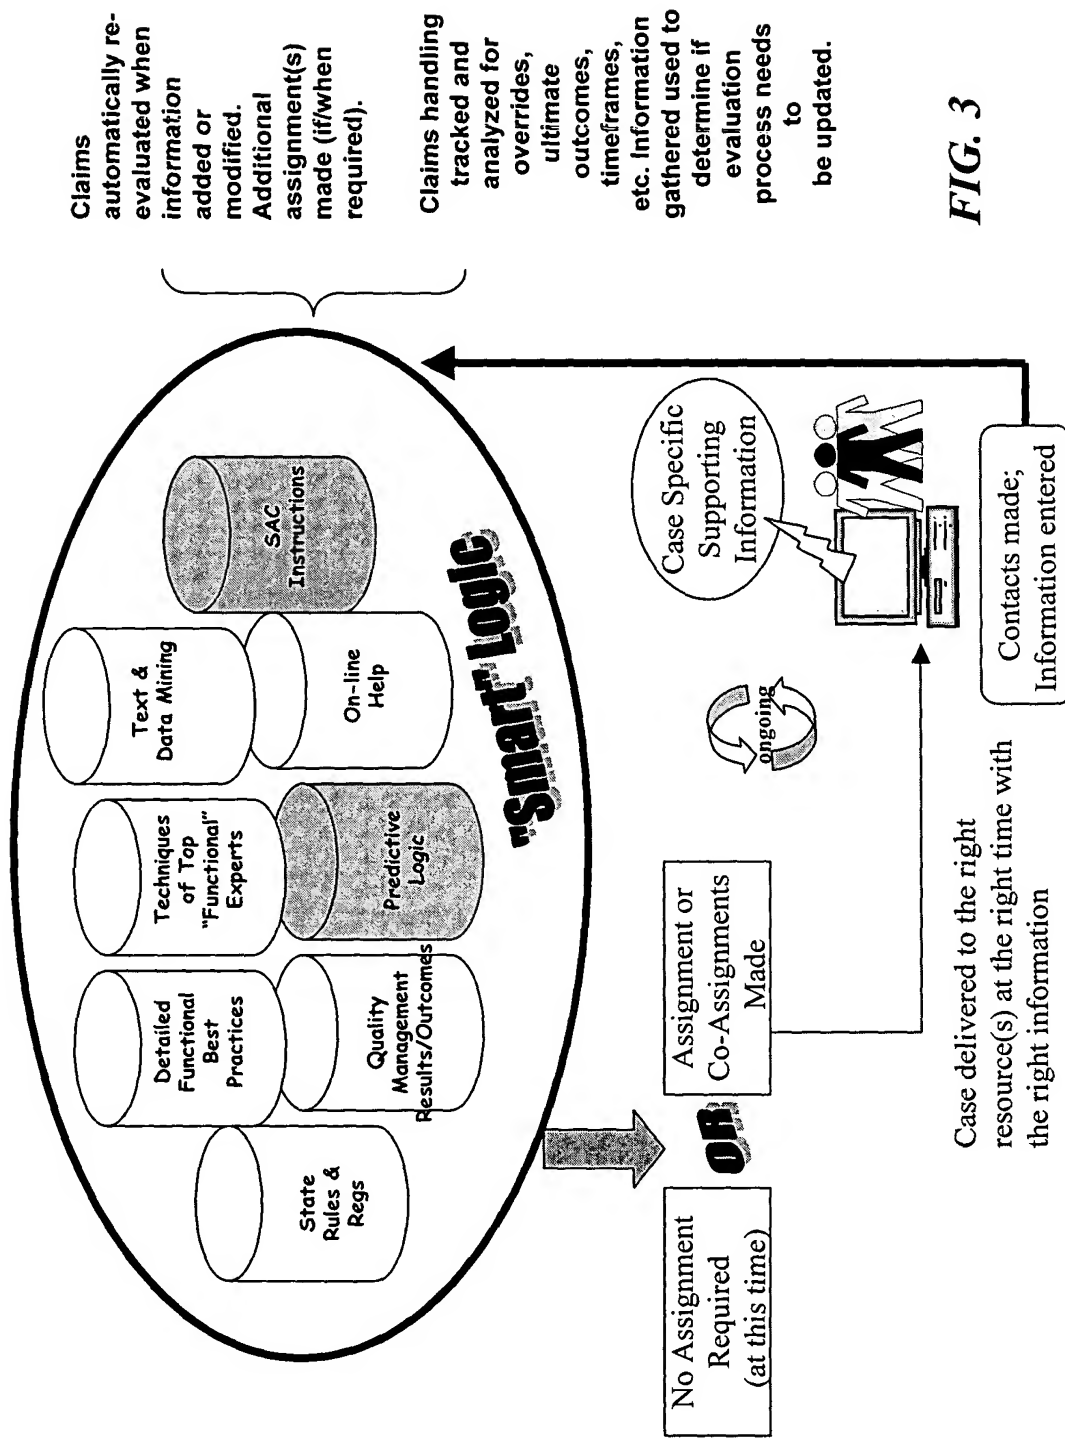 State
Rules &
Regs
Detailed
Functional
Best
Practices
Quality
Management
Results/Outcomes
Techniques
of Top
"Functional"
Experts
Predictive
Logic
Text &
Data Mining
On-line
Help
SAC
Instructions
"Smart" Logic
Claims
automatically re-
evaluated when
information
added or
modified.
Additional
assignment(s)
made (if/when
required).
Claims handling
tracked and
analyzed for
overrides,
ultimate
outcomes,
timeframes,
etc. Information
gathered used to
determine if
evaluation
process needs
to
be updated.
No Assignment
Required
(at this time)
OR
Assignment or
Co-Assignments
Made
ongoing
Case Specific
Supporting
Information
Case delivered to the right
resource(s) at the right time with
the right information
Contacts made;
Information entered
FIG. 3